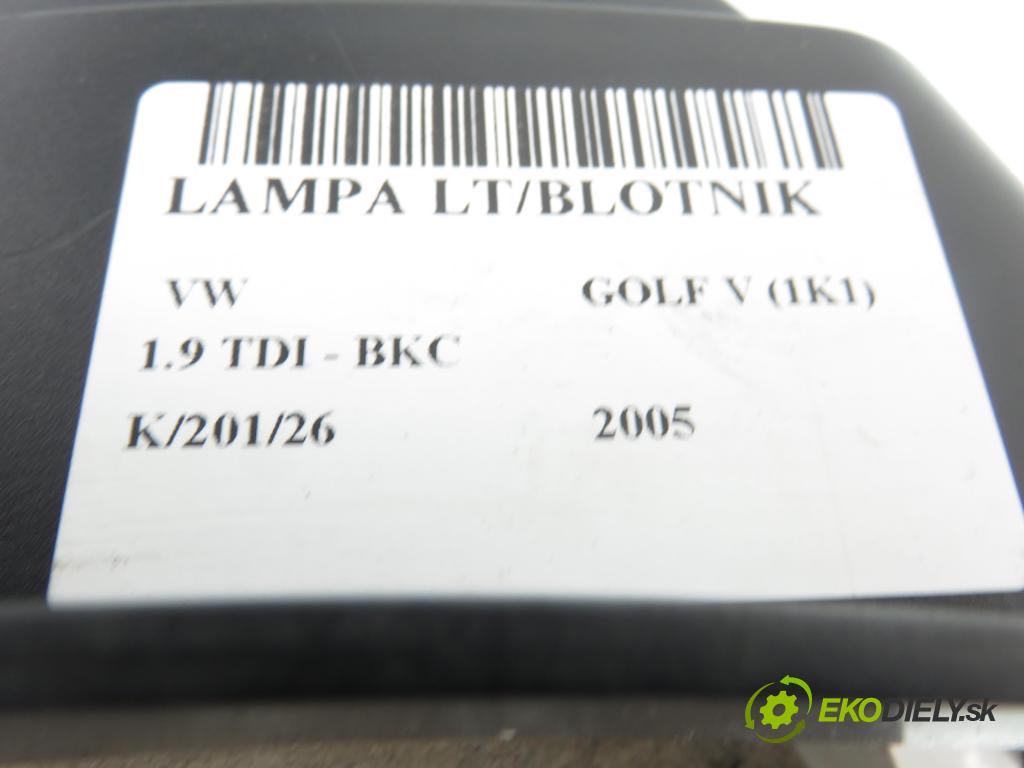 LAMPA LT/BLOTNIK
VW GOLF V (1K1)
1.9 TDI - BKC
K/201/26 2005
EKODIELY.sk